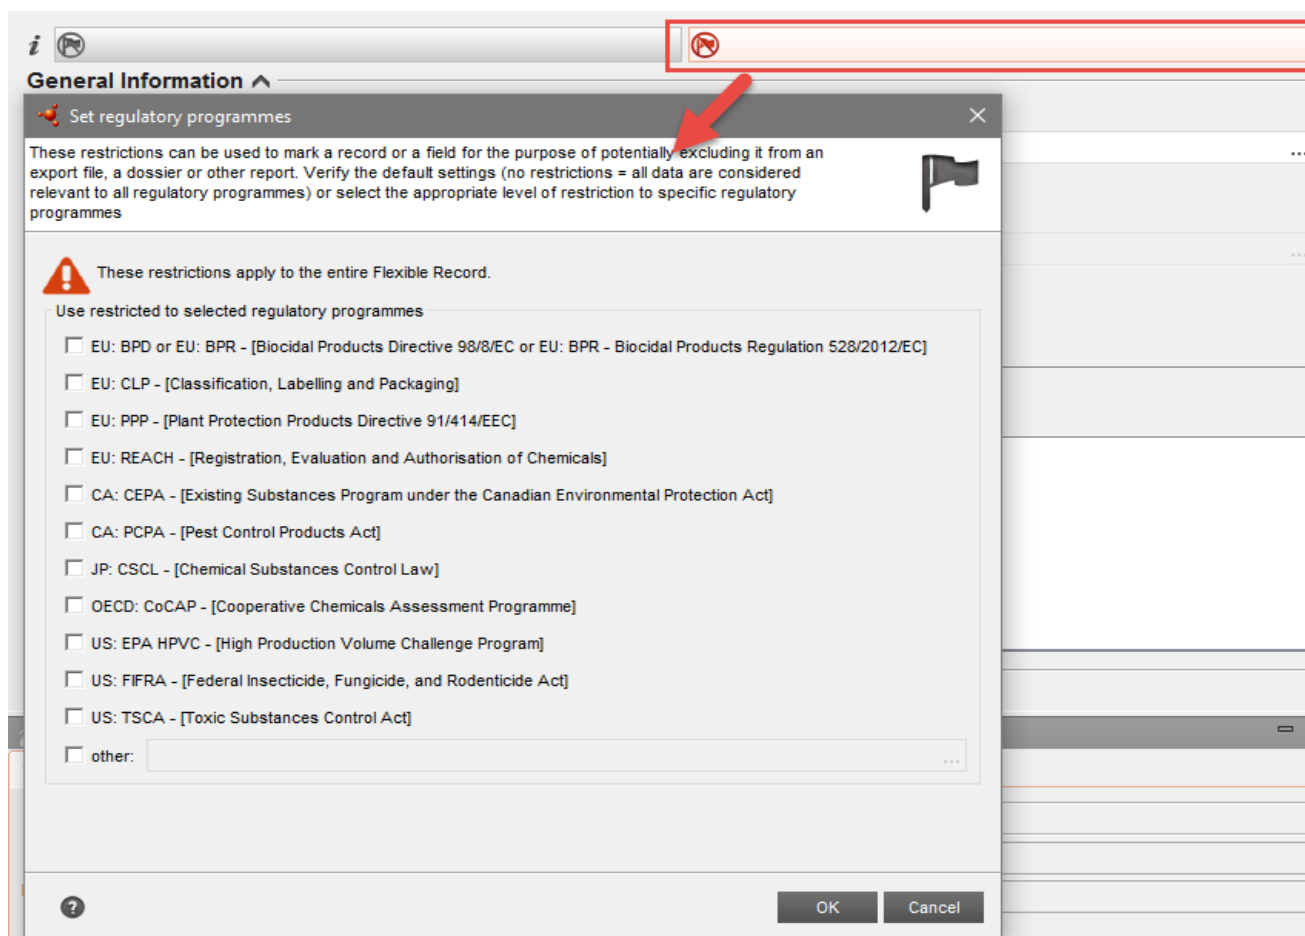 i
General Information
Set regulatory programmes
These restrictions can be used to mark a record or a field for the purpose of potentially excluding it from an
export file, a dossier or other report. Verify the default settings (no restrictions = all data are considered
relevant to all regulatory programmes) or select the appropriate level of restriction to specific regulatory
programmes
These restrictions apply to the entire Flexible Record.
Use restricted to selected regulatory programmes
EU: BPD or EU: BPR - [Biocidal Products Directive 98/8/EC or EU: BPR - Biocidal Products Regulation 528/2012/EC]
EU: CLP - [Classification, Labelling and Packaging]
EU: PPP - [Plant Protection Products Directive 91/414/EEC]
EU: REACH - [Registration, Evaluation and Authorisation of Chemicals]
CA: CEPA - [Existing Substances Program under the Canadian Environmental Protection Act]
CA: PCPA - [Pest Control Products Act]
JP: CSCL - [Chemical Substances Control Law]
OECD: CoCAP - [Cooperative Chemicals Assessment Programme]
US: EPA HPVC - [High Production Volume Challenge Program]
US: FIFRA - [Federal Insecticide, Fungicide, and Rodenticide Act]
US: TSCA - [Toxic Substances Control Act]
other: ...
? OK Cancel